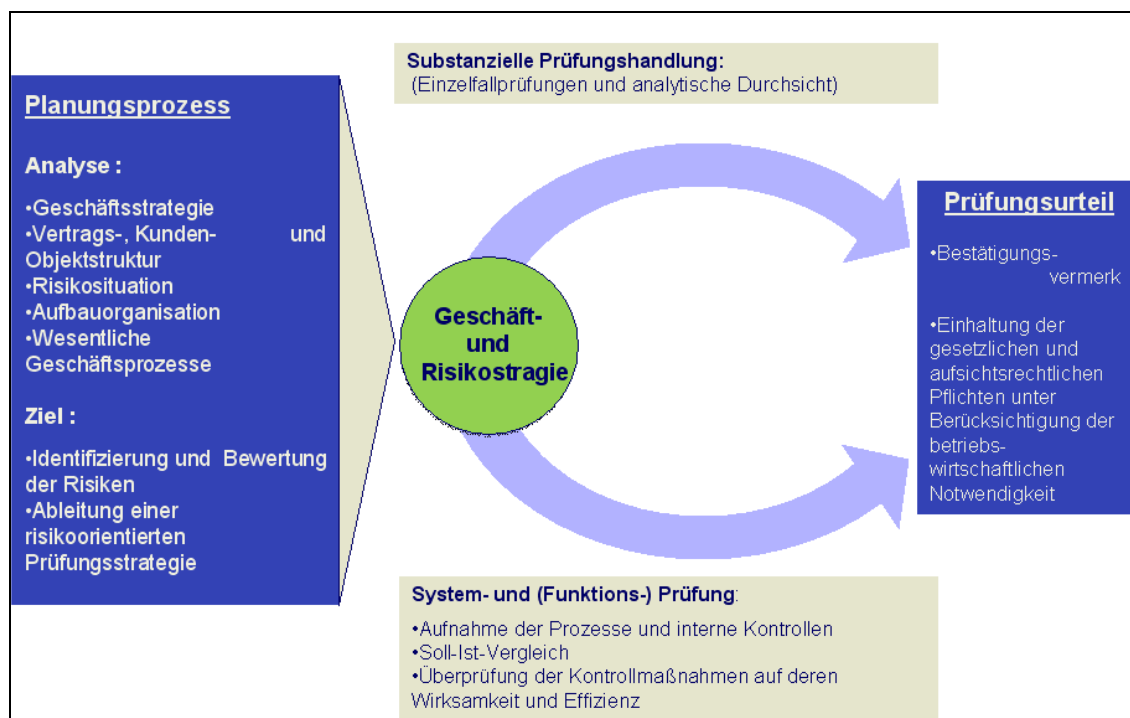 Planungsprozess
Analyse :
•Geschäftsstrategie
•Vertrags-, Kunden- und
Objektstruktur
•Risikosituation
•Aufbauorganisation
•Wesentliche
Geschäftsprozesse
Ziel :
•Identifizierung und Bewertung
der Risiken
•Ableitung einer
risikoorientierten
Prüfungsstrategie
Substanzielle Prüfungshandlung:
(Einzelfallprüfungen und analytische Durchsicht)
Geschäft-
und
Risikostragie
System- und (Funktions-) Prüfung:
•Aufnahme der Prozesse und interne Kontrollen
•Soll-Ist-Vergleich
•Überprüfung der Kontrollmaßnahmen auf deren
Wirksamkeit und Effizienz
Prüfungsurteil
•Bestätigungs-
vermerk
•Einhaltung der
gesetzlichen und
aufsichtsrechtlichen
Pflichten unter
Berücksichtigung der
betriebs-
wirtschaftlichen
Notwendigkeit